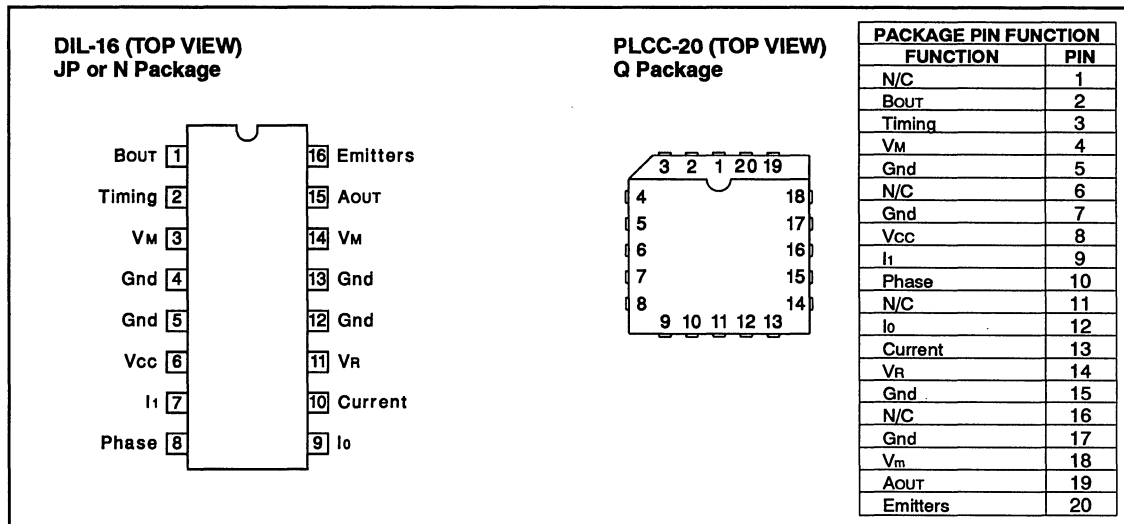 DIL-16 (TOP VIEW)
JP or N Package
BOUT 1
Timing 2
VM 3
Gnd 4
Gnd 5
Vcc 6
I1 7
Phase 8
16 Emitters
15 AOUT
14 VM
13 Gnd
12 Gnd
11 VR
10 Current
9 I0
PLCC-20 (TOP VIEW)
Q Package
3 2 1 20 19
4
5
6
7
8
18
17
16
15
14
9 10 11 12 13
PACKAGE PIN FUNCTION
FUNCTION PIN
N/C 1
BOUT 2
Timing 3
VM 4
Gnd 5
N/C 6
Gnd 7
Vcc 8
I1 9
Phase 10
N/C 11
I0 12
Current 13
VR 14
Gnd 15
N/C 16
Gnd 17
Vm 18
AOUT 19
Emitters 20